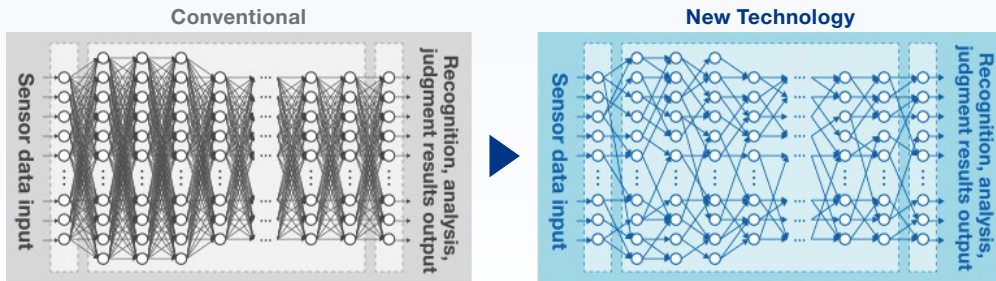 Conventional
Sensor data input
Recognition, analysis,
judgment results output
New Technology
Sensor data input
Recognition, analysis,
judgment results output